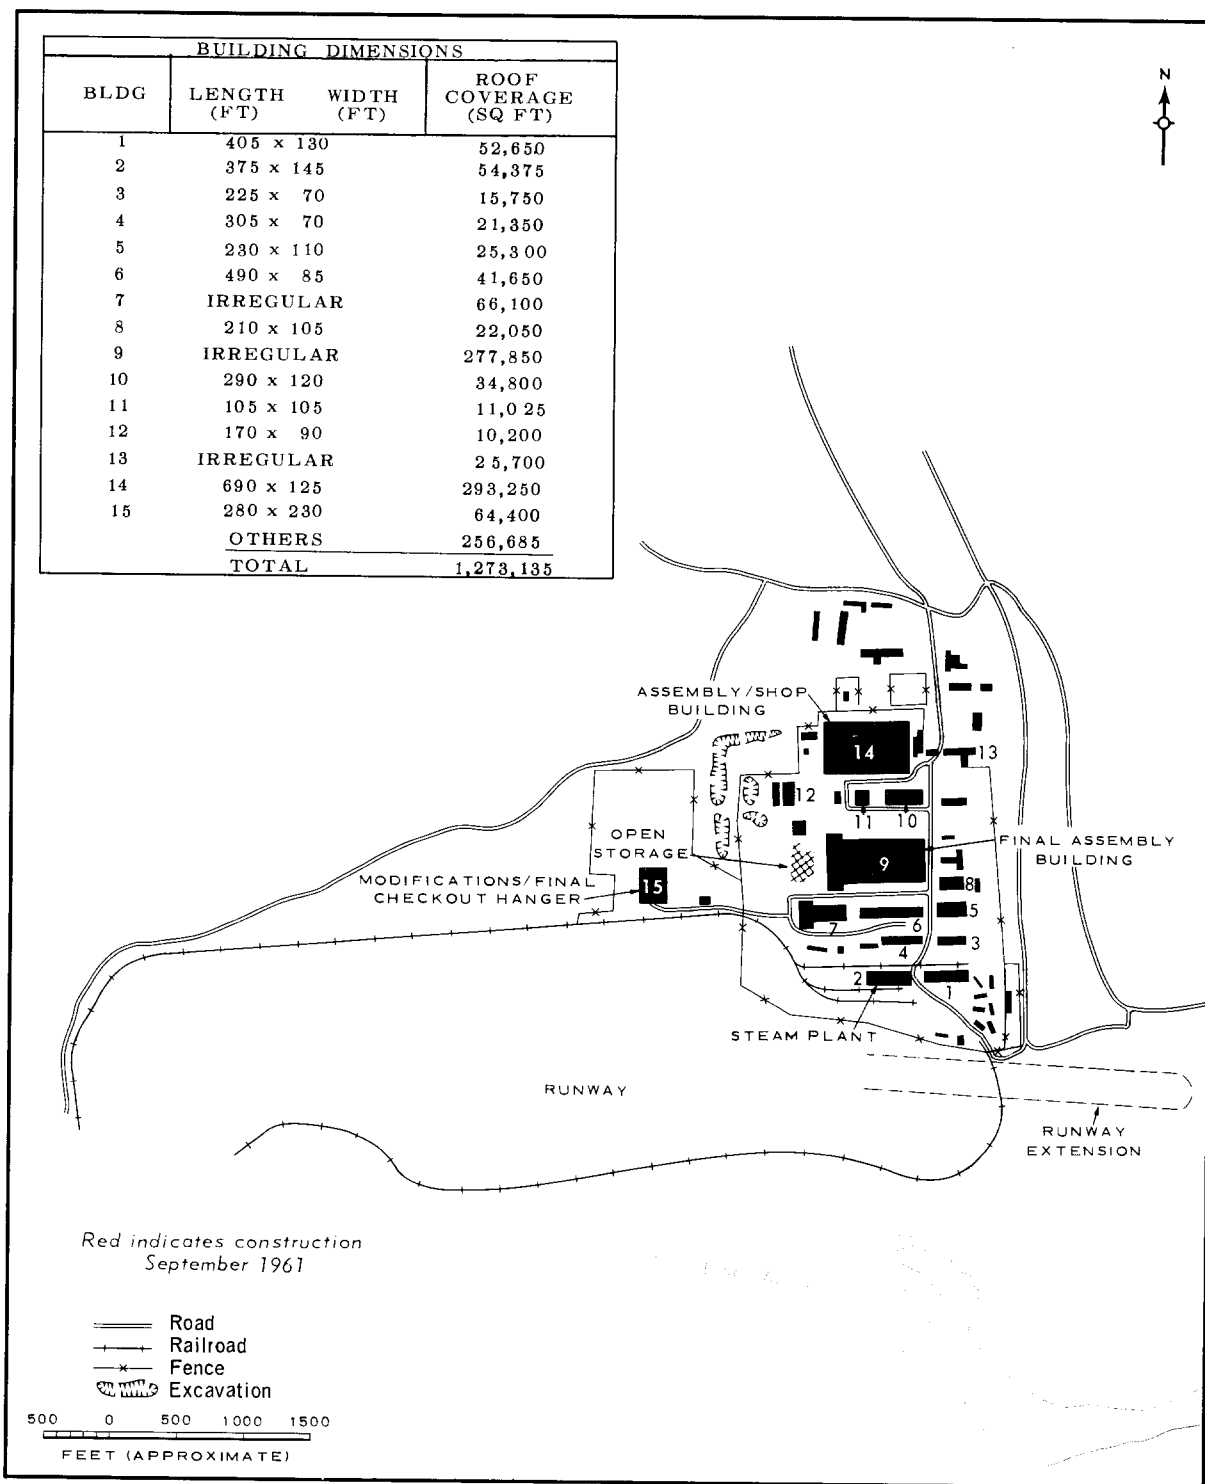 BUILDING DIMENSIONS
BLDG LENGTH (FT) WIDTH (FT) ROOF COVERAGE (SQ FT)
1 405 x 130 52,650
2 375 x 145 54,375
3 225 x 70 15,750
4 305 x 70 21,350
5 230 x 110 25,300
6 490 x 85 41,650
7 IRREGULAR 66,100
8 210 x 105 22,050
9 IRREGULAR 277,850
10 290 x 120 34,800
11 105 x 105 11,025
12 170 x 90 10,200
13 IRREGULAR 25,700
14 690 x 125 293,250
15 280 x 230 64,400
OTHERS 256,685
TOTAL 1,273,135
N
ASSEMBLY/SHOP
BUILDING
14
13
12
11
10
OPEN
STORAGE
FINAL ASSEMBLY
BUILDING
9
MODIFICATIONS/FINAL
CHECKOUT HANGER
15
8
7
6
5
4
3
2
1
STEAM PLANT
RUNWAY
RUNWAY
EXTENSION
Red indicates construction
September 1961
Road
Railroad
Fence
Excavation
500 0 500 1000 1500
FEET (APPROXIMATE)